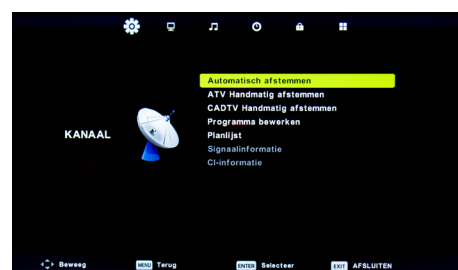 Automatisch afstemmen
ATV Handmatig afstemmen
CADTV Handmatig afstemmen
Programma bewerken
KANAAL
Planlijst
Signaalinformatie
CI-informatie
Beweeg MENU Terug ENTER Selecteer EXIT AFSLUITEN